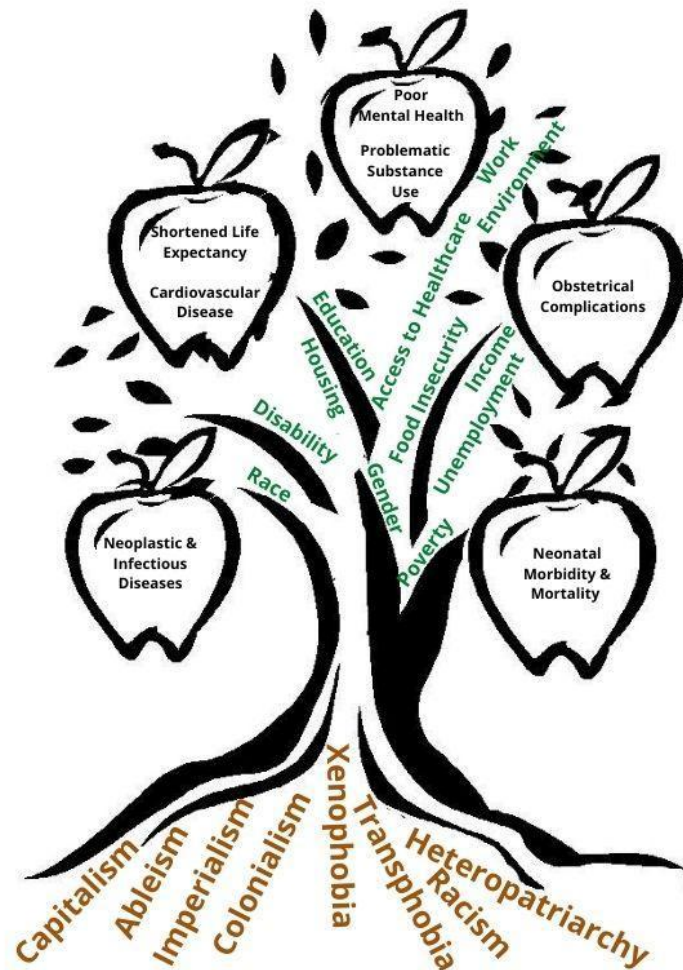 Poor
Mental Health
Problematic
Substance
Use
Shortened Life
Expectancy
Cardiovascular
Disease
Obstetrical
Complications
Neoplastic &
Infectious
Diseases
Neonatal
Morbidity &
Mortality
Work
Environment
Education
Housing
Access to Healthcare
Food Insecurity
Income
Unemployment
Disability
Race
Gender
Poverty
Capitalism
Ableism
Imperialism
Colonialism
Xenophobia
Transphobia
Racism
Heteropatriarchy